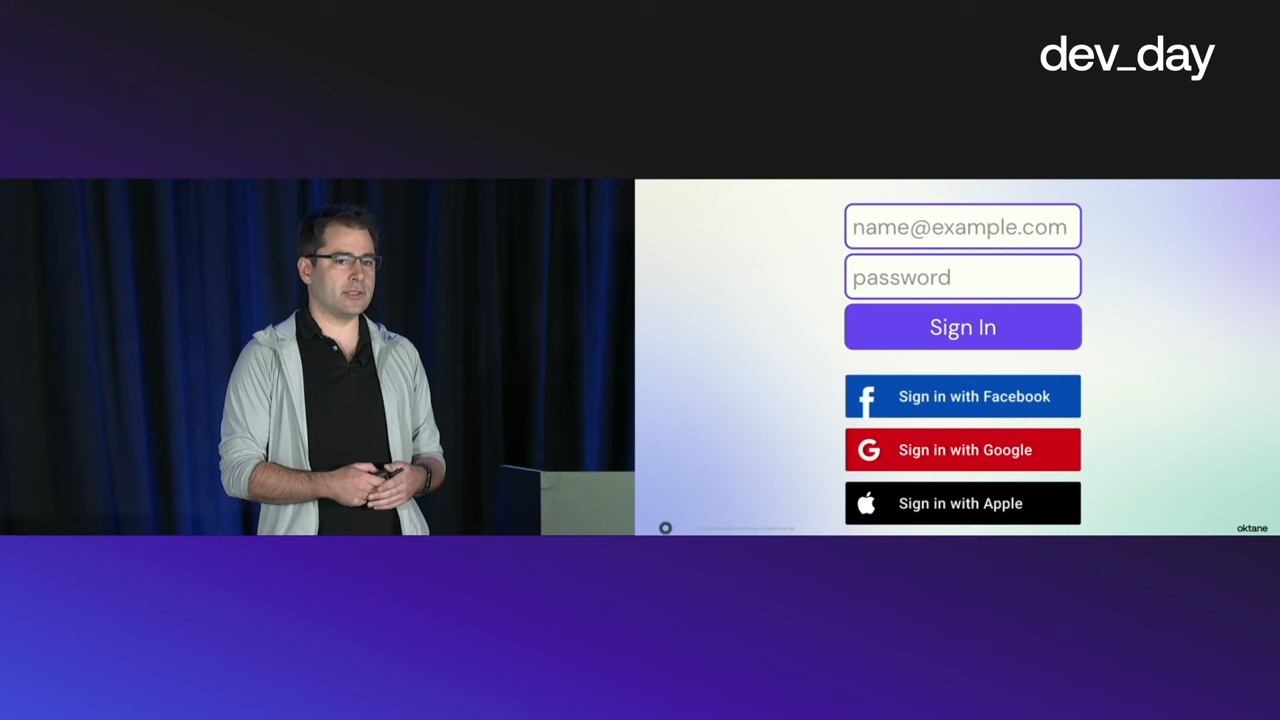 dev_day
name@example.com
password
Sign In
Sign in with Facebook
Sign in with Google
Sign in with Apple
oktane